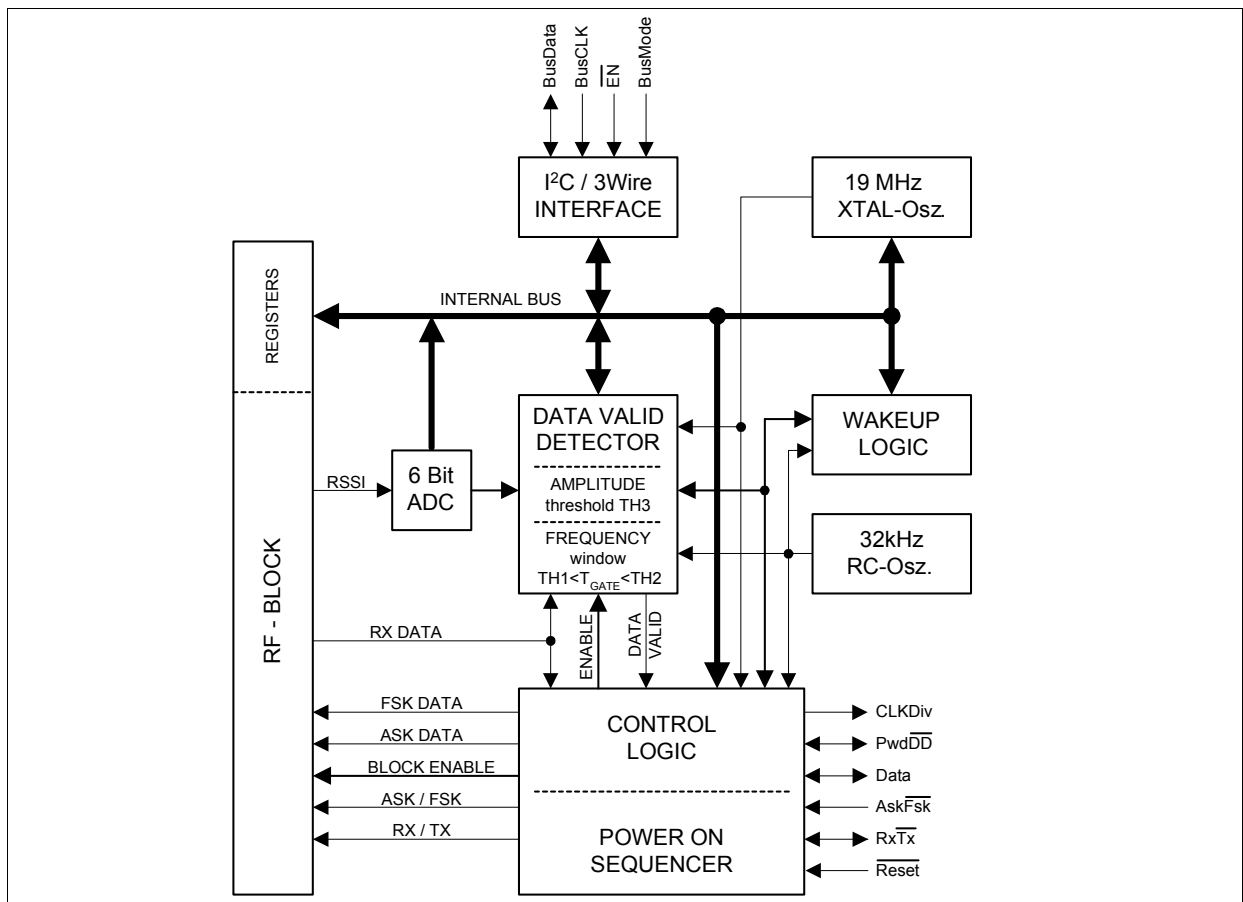 BusData
BusCLK
EN
BusMode
I²C / 3Wire
INTERFACE
19 MHz
XTAL-Osz.
REGISTERS
INTERNAL BUS
DATA VALID
DETECTOR
WAKEUP
LOGIC
RSSI
6 Bit
ADC
AMPLITUDE
threshold TH3
FREQUENCY
window
TH1<T_GATE<TH2
32kHz
RC-Osz.
RF - BLOCK
RX DATA
ENABLE
DATA
VALID
FSK DATA
ASK DATA
BLOCK ENABLE
ASK / FSK
RX / TX
CONTROL
LOGIC
POWER ON
SEQUENCER
CLKDiv
PwdDD
Data
AskFsk
RxTx
Reset